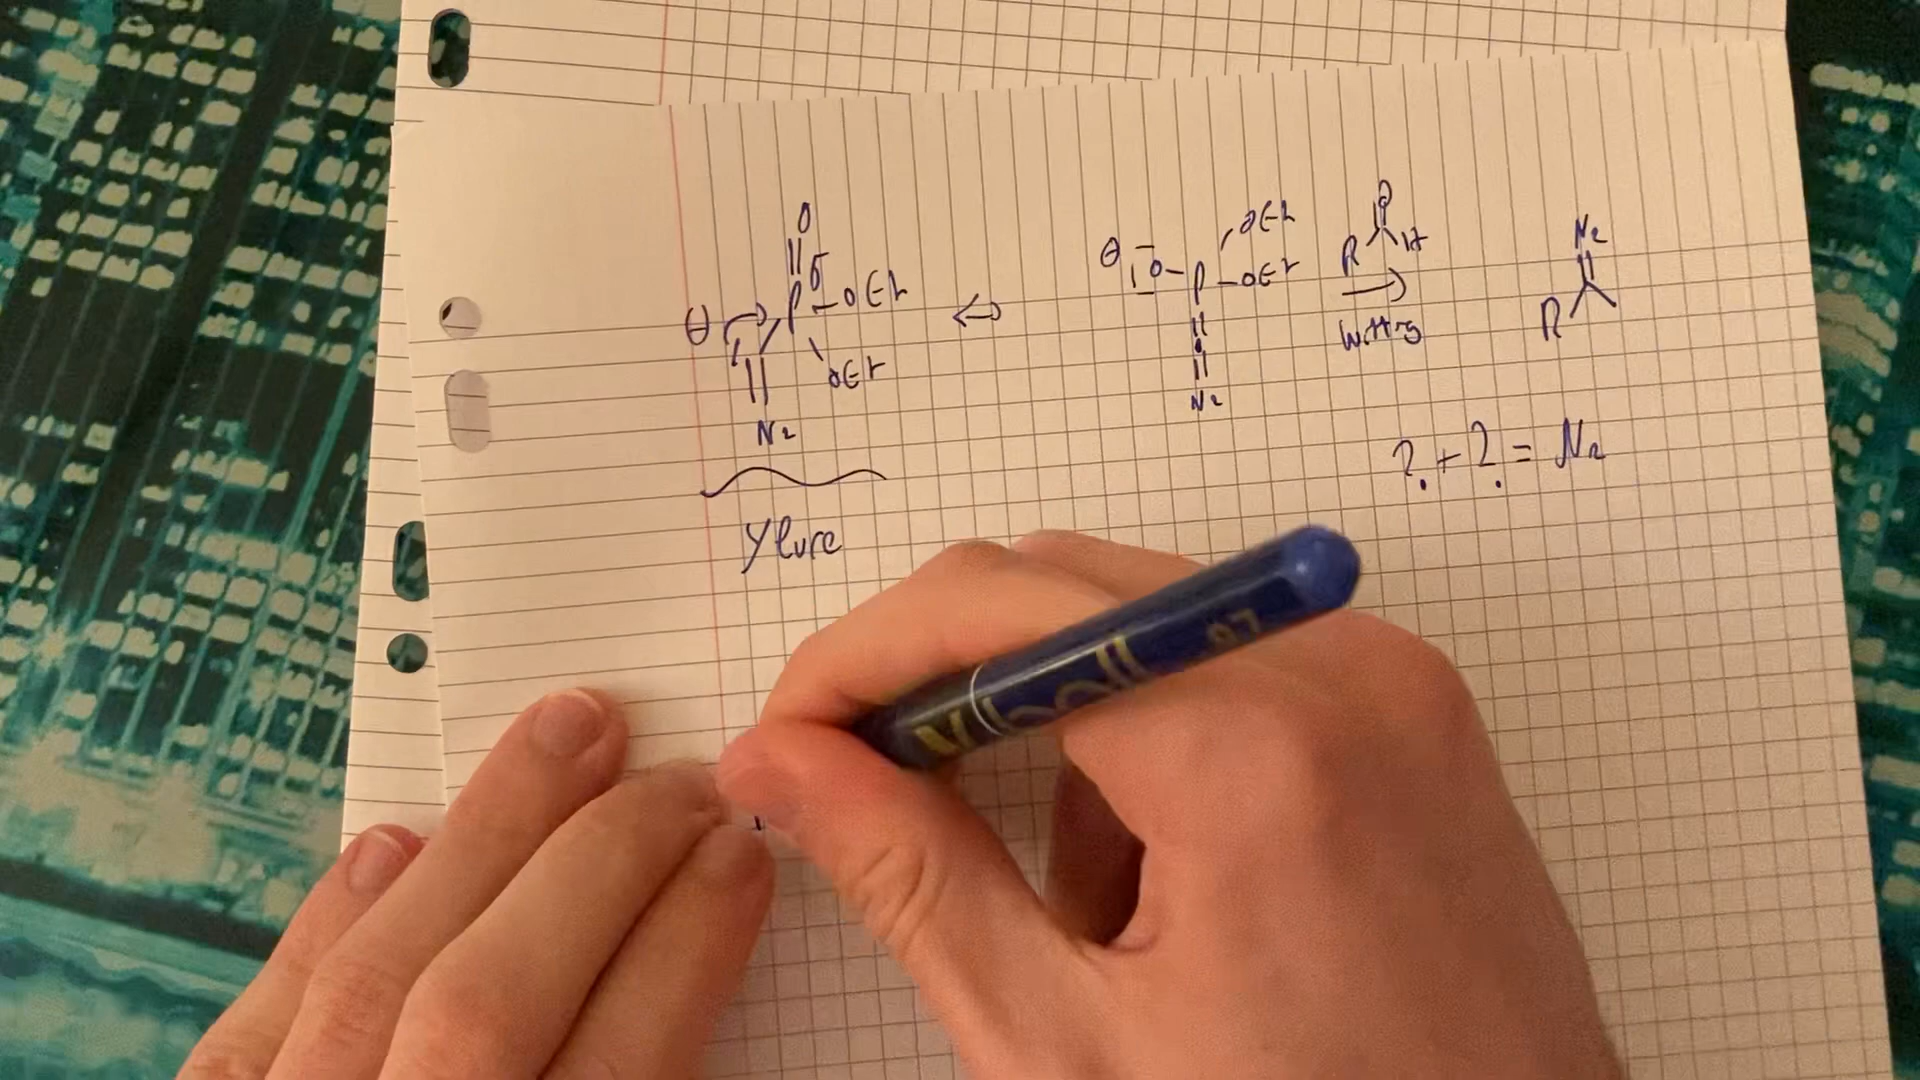 O
P
OEt
OEt
N2
Ylure
⊖
⊖
O-P-OEt
OEt
N2
O
R H
Wittig
N2
R
? + ? = N2